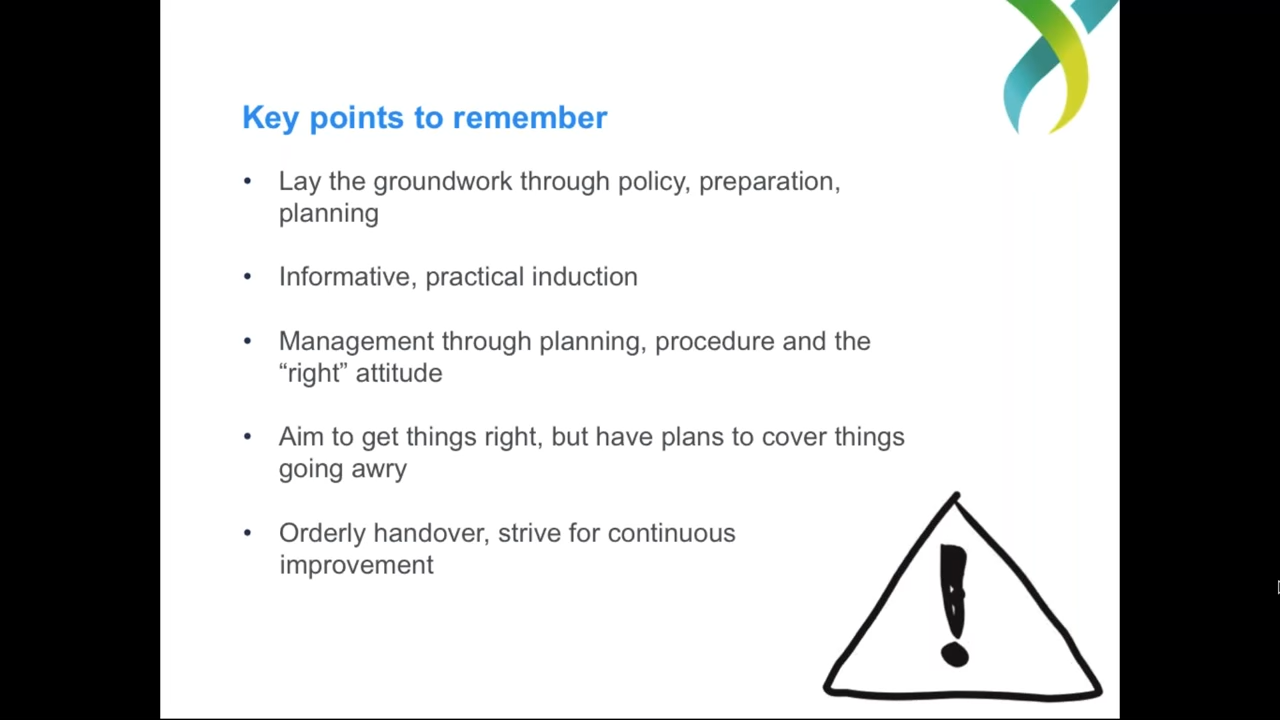 Key points to remember
• Lay the groundwork through policy, preparation,
planning
• Informative, practical induction
• Management through planning, procedure and the
“right” attitude
• Aim to get things right, but have plans to cover things
going awry
• Orderly handover, strive for continuous
improvement
!